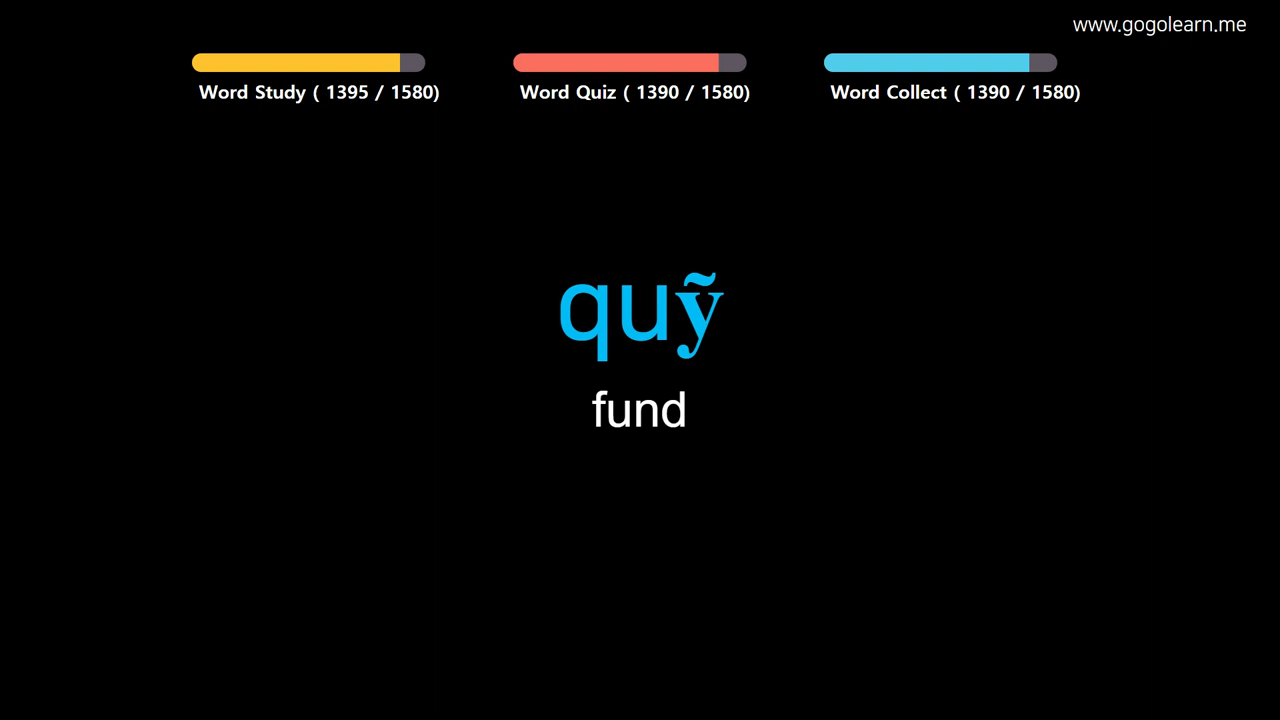 www.gogolearn.me
Word Study ( 1395 / 1580)
Word Quiz ( 1390 / 1580)
Word Collect ( 1390 / 1580)
quỹ
fund